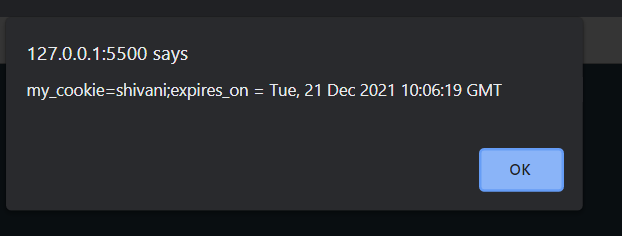 127.0.0.1:5500 says
my_cookie=shivani;expires_on = Tue, 21 Dec 2021 10:06:19 GMT
OK